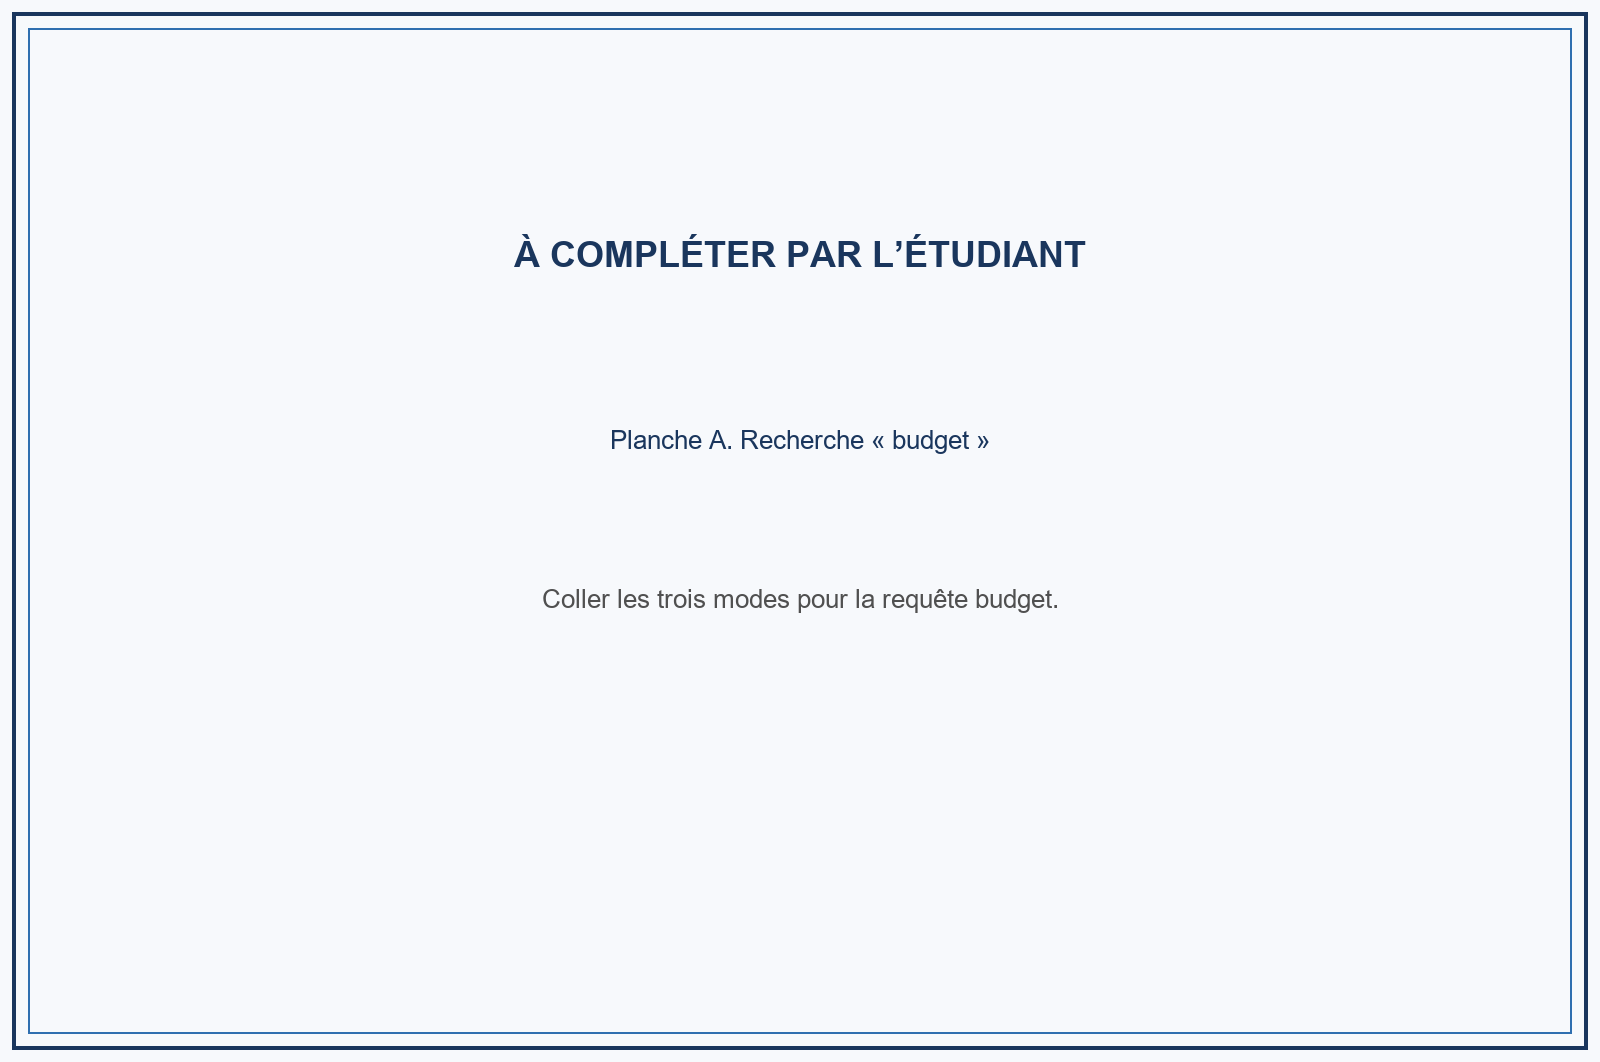 À COMPLÉTER PAR L’ÉTUDIANT
Planche A. Recherche « budget »
Coller les trois modes pour la requête budget.